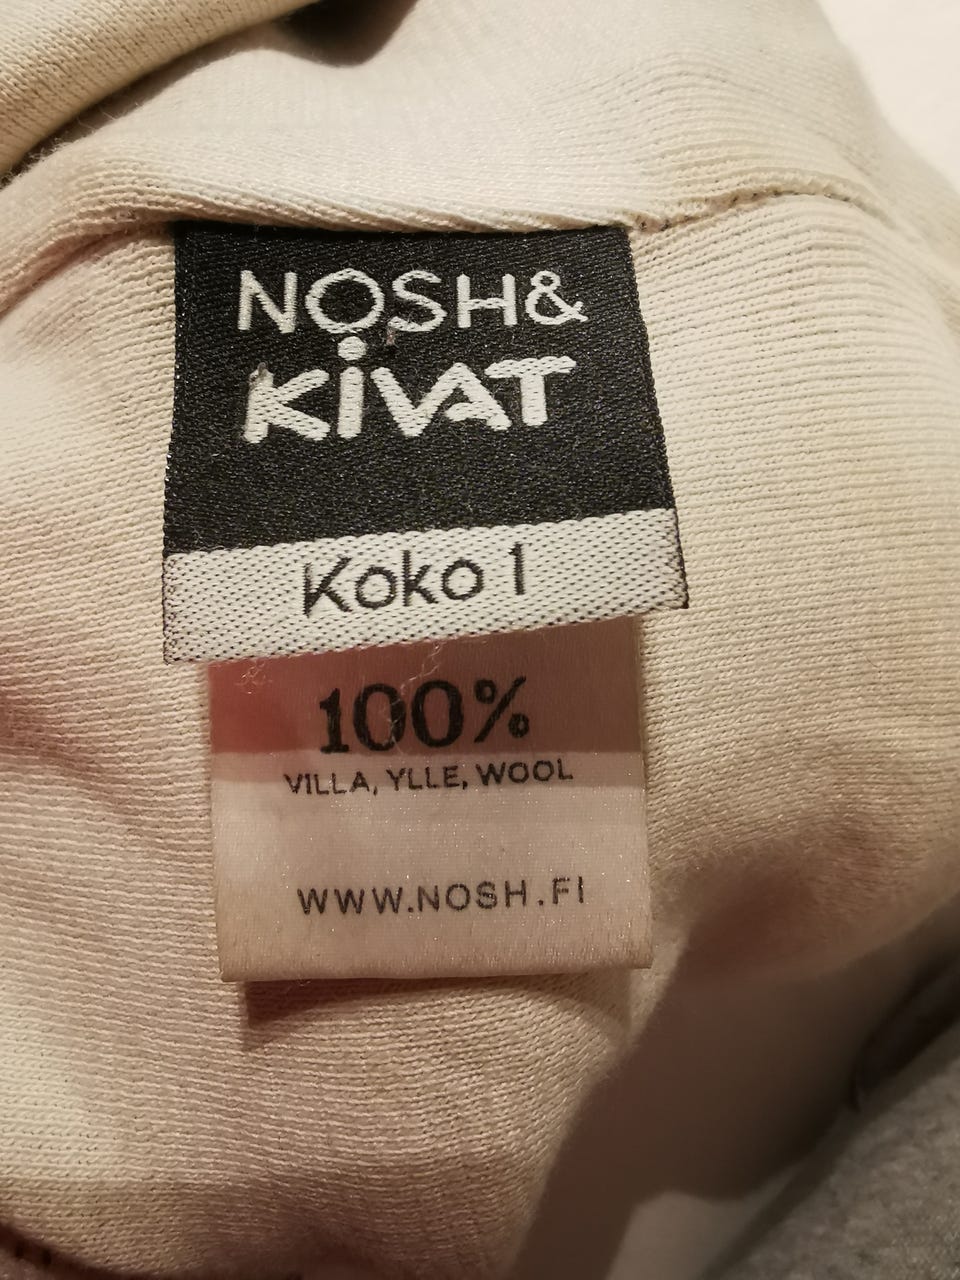 NOSH&
KiVAT
Koko 1
100%
VILLA, YLLE, WOOL
WWW.NOSH.FI